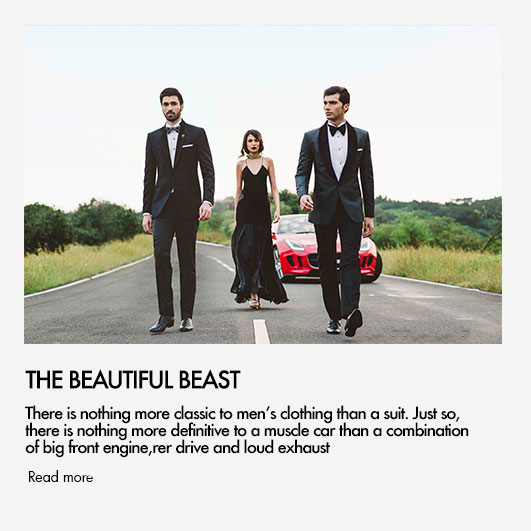 THE BEAUTIFUL BEAST
There is nothing more classic to men's clothing than a suit. Just so,
there is nothing more definitive to a muscle car than a combination
of big front engine,rer drive and loud exhaust
Read more